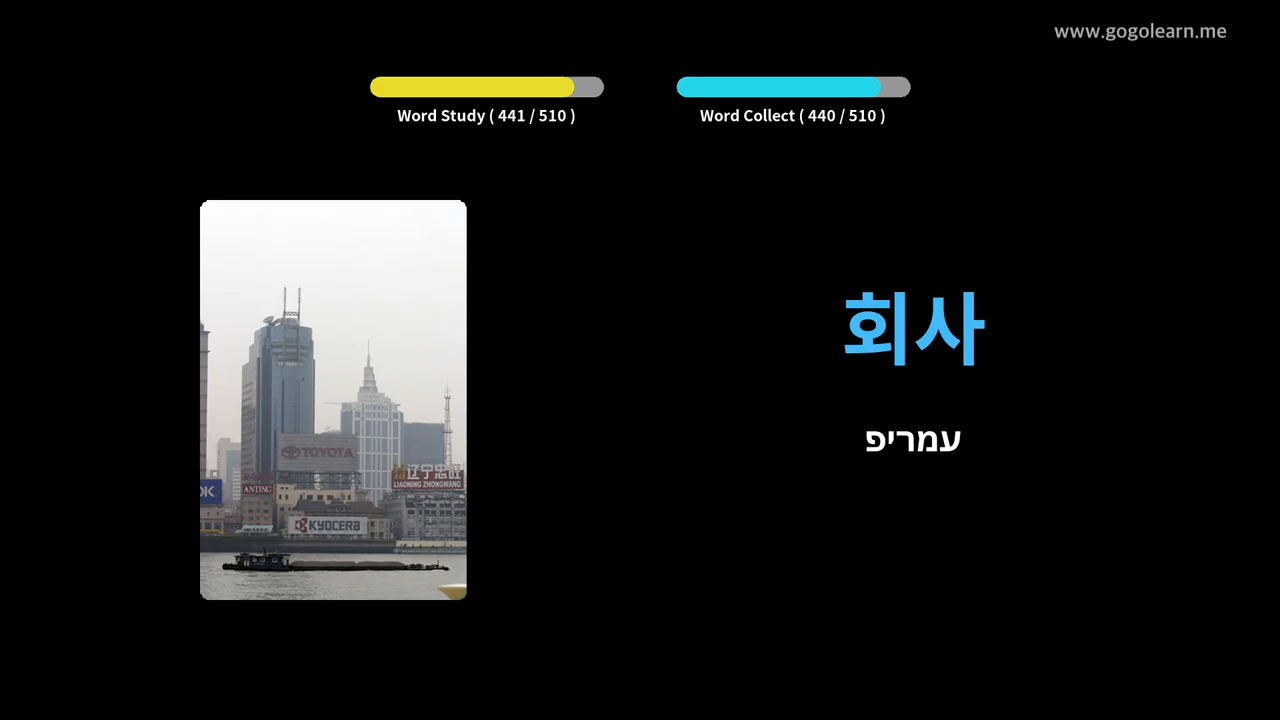 www.gogolearn.me
Word Study ( 441 / 510 )
Word Collect ( 440 / 510 )
회사
עמריפ
TOYOTA
辽宁忠旺
LIAONING ZHONGWANG
OK
ANTING
KYOCERA